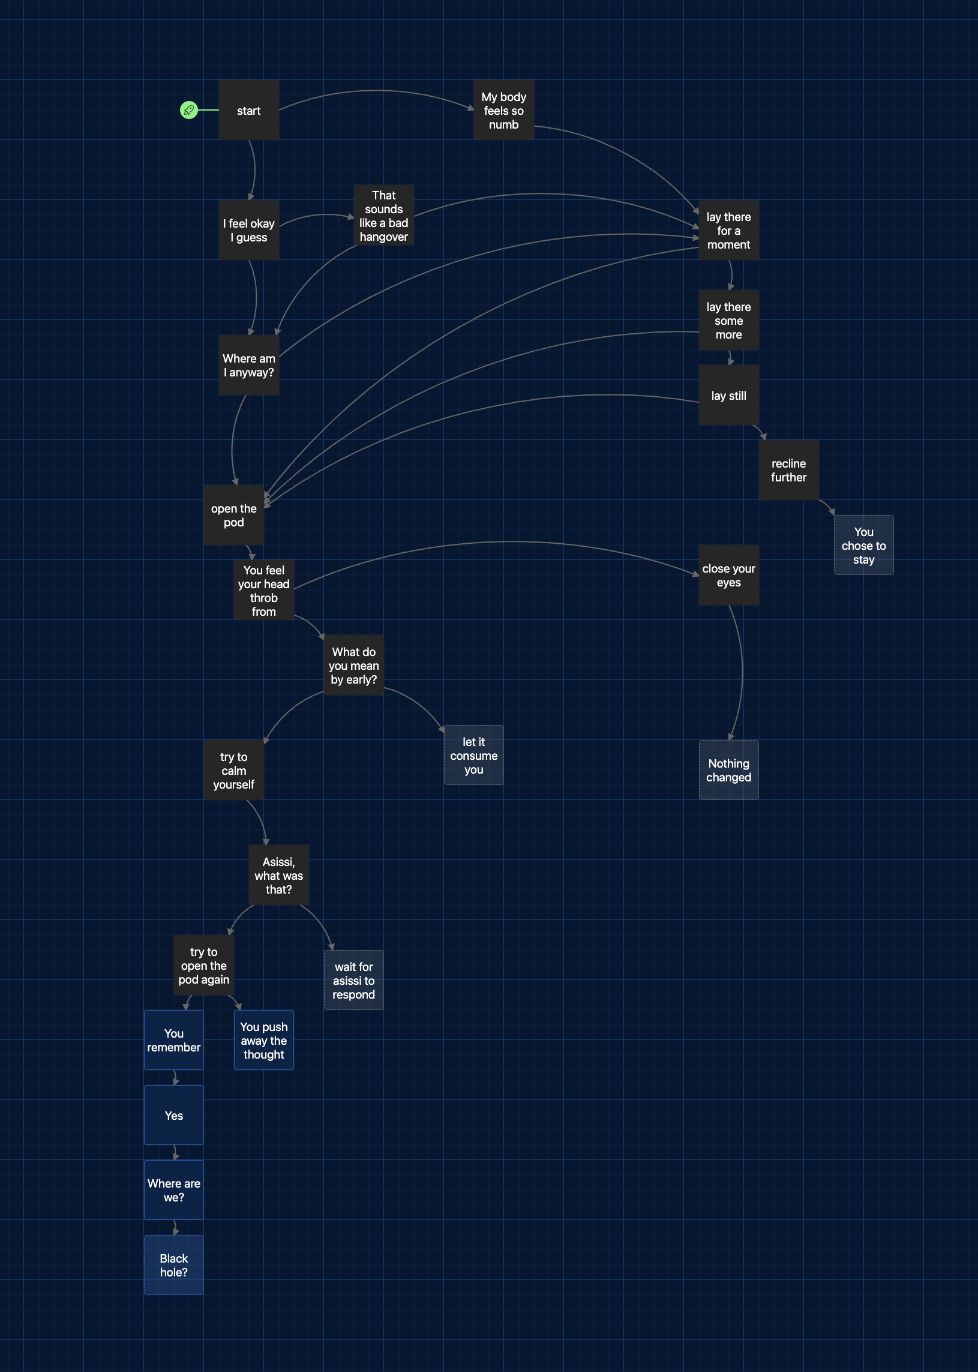 start
My body
feels so
numb
I feel okay
I guess
That
sounds
like a bad
hangover
lay there
for a
moment
lay there
some
more
Where am
I anyway?
lay still
recline
further
open the
pod
You
chose to
stay
You feel
your head
throb
from
close your
eyes
What do
you mean
by early?
let it
consume
you
try to
calm
yourself
Nothing
changed
Asissi,
what was
that?
try to
open the
pod again
wait for
asissi to
respond
You
remember
You push
away the
thought
Yes
Where are
we?
Black
hole?